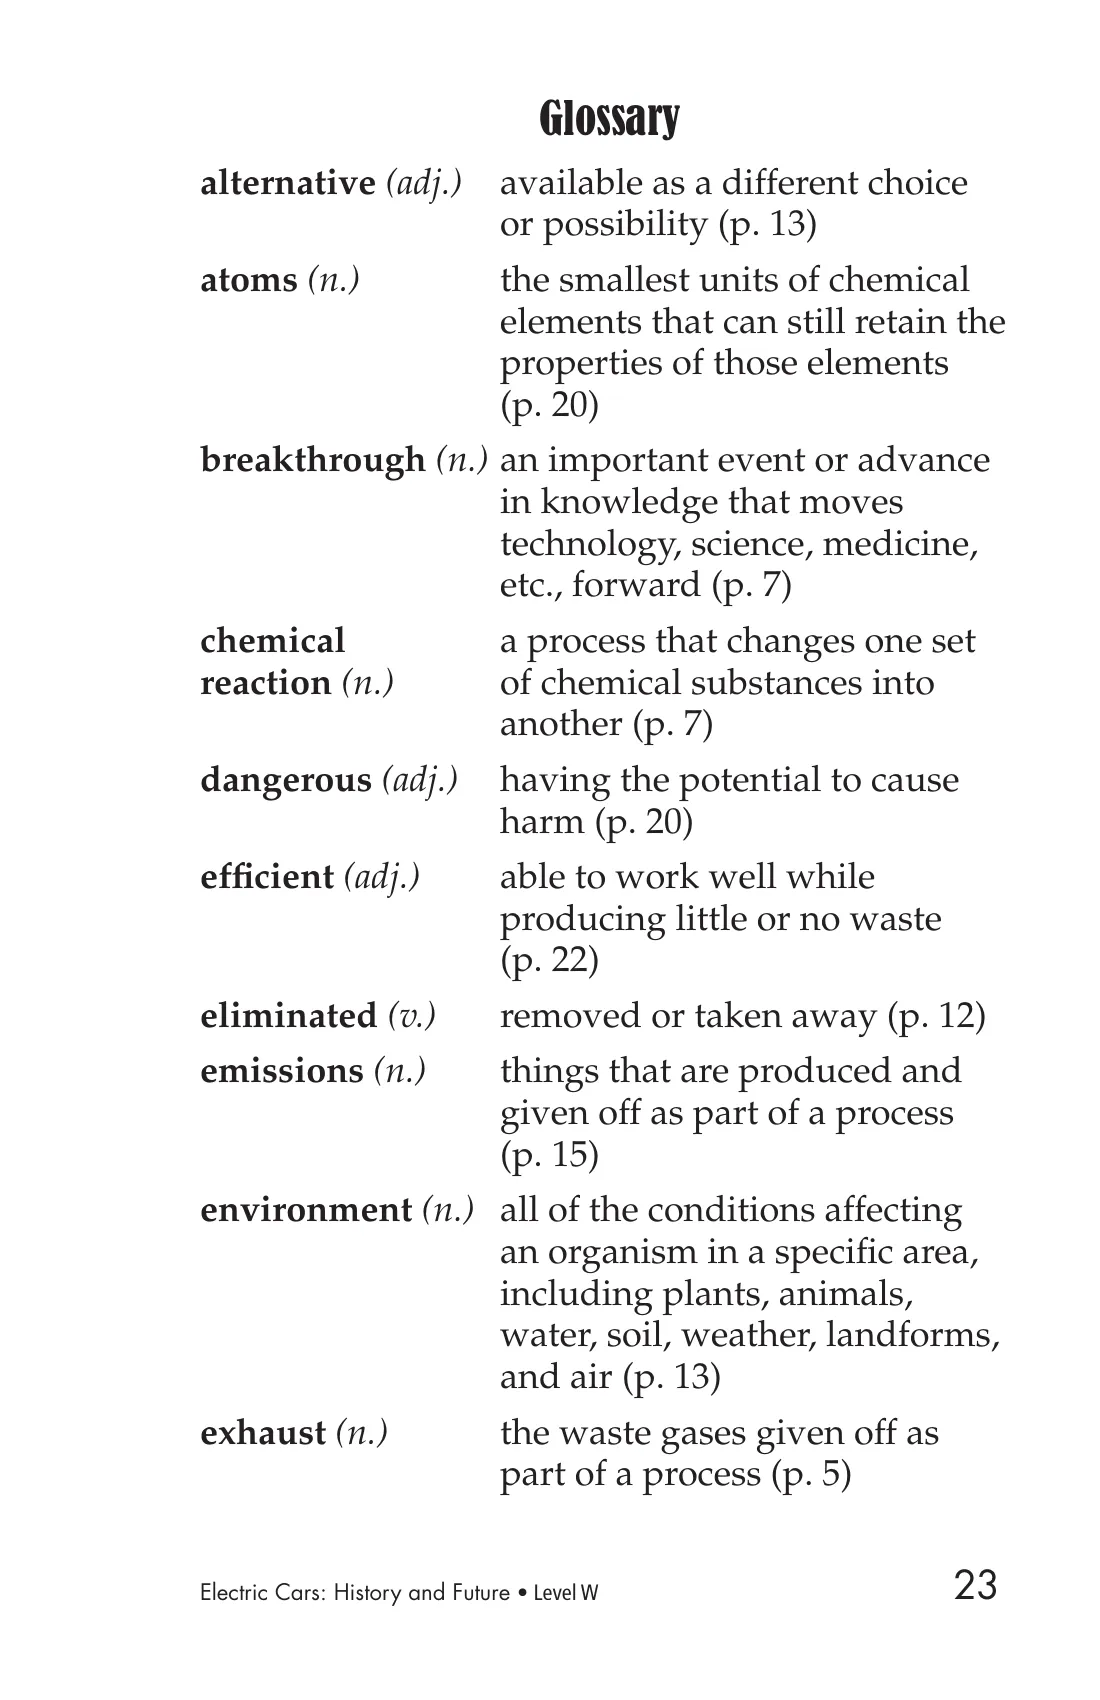 Glossary
alternative (adj.) available as a different choice
or possibility (p. 13)
atoms (n.) the smallest units of chemical
elements that can still retain the
properties of those elements
(p. 20)
breakthrough (n.) an important event or advance
in knowledge that moves
technology, science, medicine,
etc., forward (p. 7)
chemical a process that changes one set
reaction (n.) of chemical substances into
another (p. 7)
dangerous (adj.) having the potential to cause
harm (p. 20)
efficient (adj.) able to work well while
producing little or no waste
(p. 22)
eliminated (v.) removed or taken away (p. 12)
emissions (n.) things that are produced and
given off as part of a process
(p. 15)
environment (n.) all of the conditions affecting
an organism in a specific area,
including plants, animals,
water, soil, weather, landforms,
and air (p. 13)
exhaust (n.) the waste gases given off as
part of a process (p. 5)
Electric Cars: History and Future • Level W 23